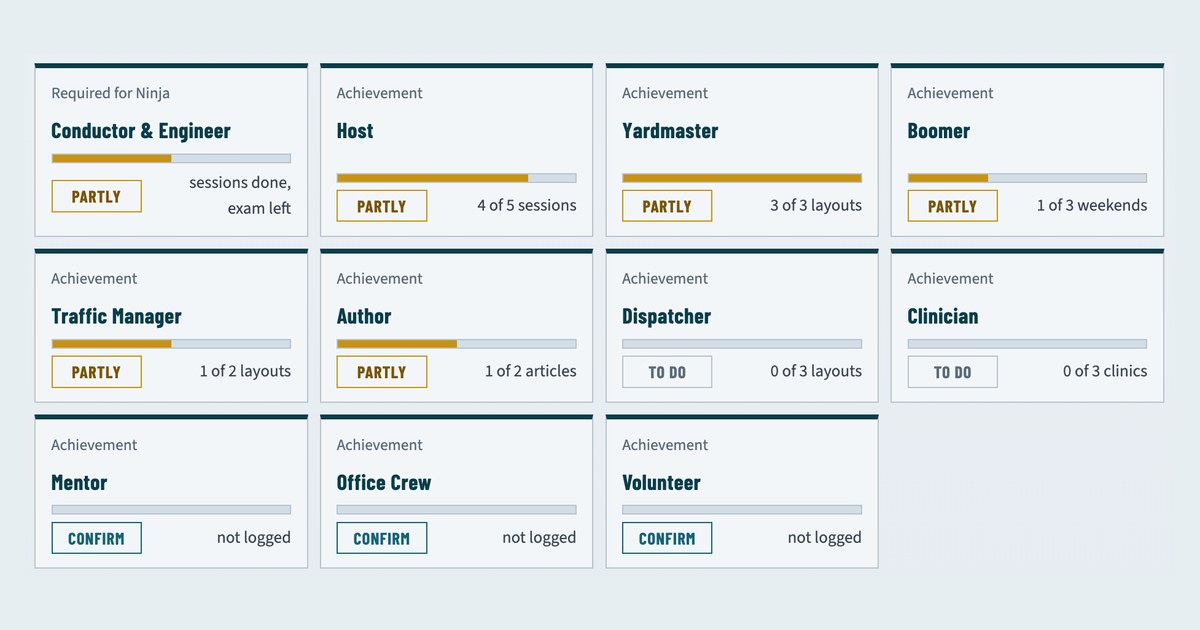 Required for Ninja
Conductor & Engineer
PARTLY
sessions done,
exam left
Achievement
Host
PARTLY
4 of 5 sessions
Achievement
Yardmaster
PARTLY
3 of 3 layouts
Achievement
Boomer
PARTLY
1 of 3 weekends
Achievement
Traffic Manager
PARTLY
1 of 2 layouts
Achievement
Author
PARTLY
1 of 2 articles
Achievement
Dispatcher
TO DO
0 of 3 layouts
Achievement
Clinician
TO DO
0 of 3 clinics
Achievement
Mentor
CONFIRM
not logged
Achievement
Office Crew
CONFIRM
not logged
Achievement
Volunteer
CONFIRM
not logged